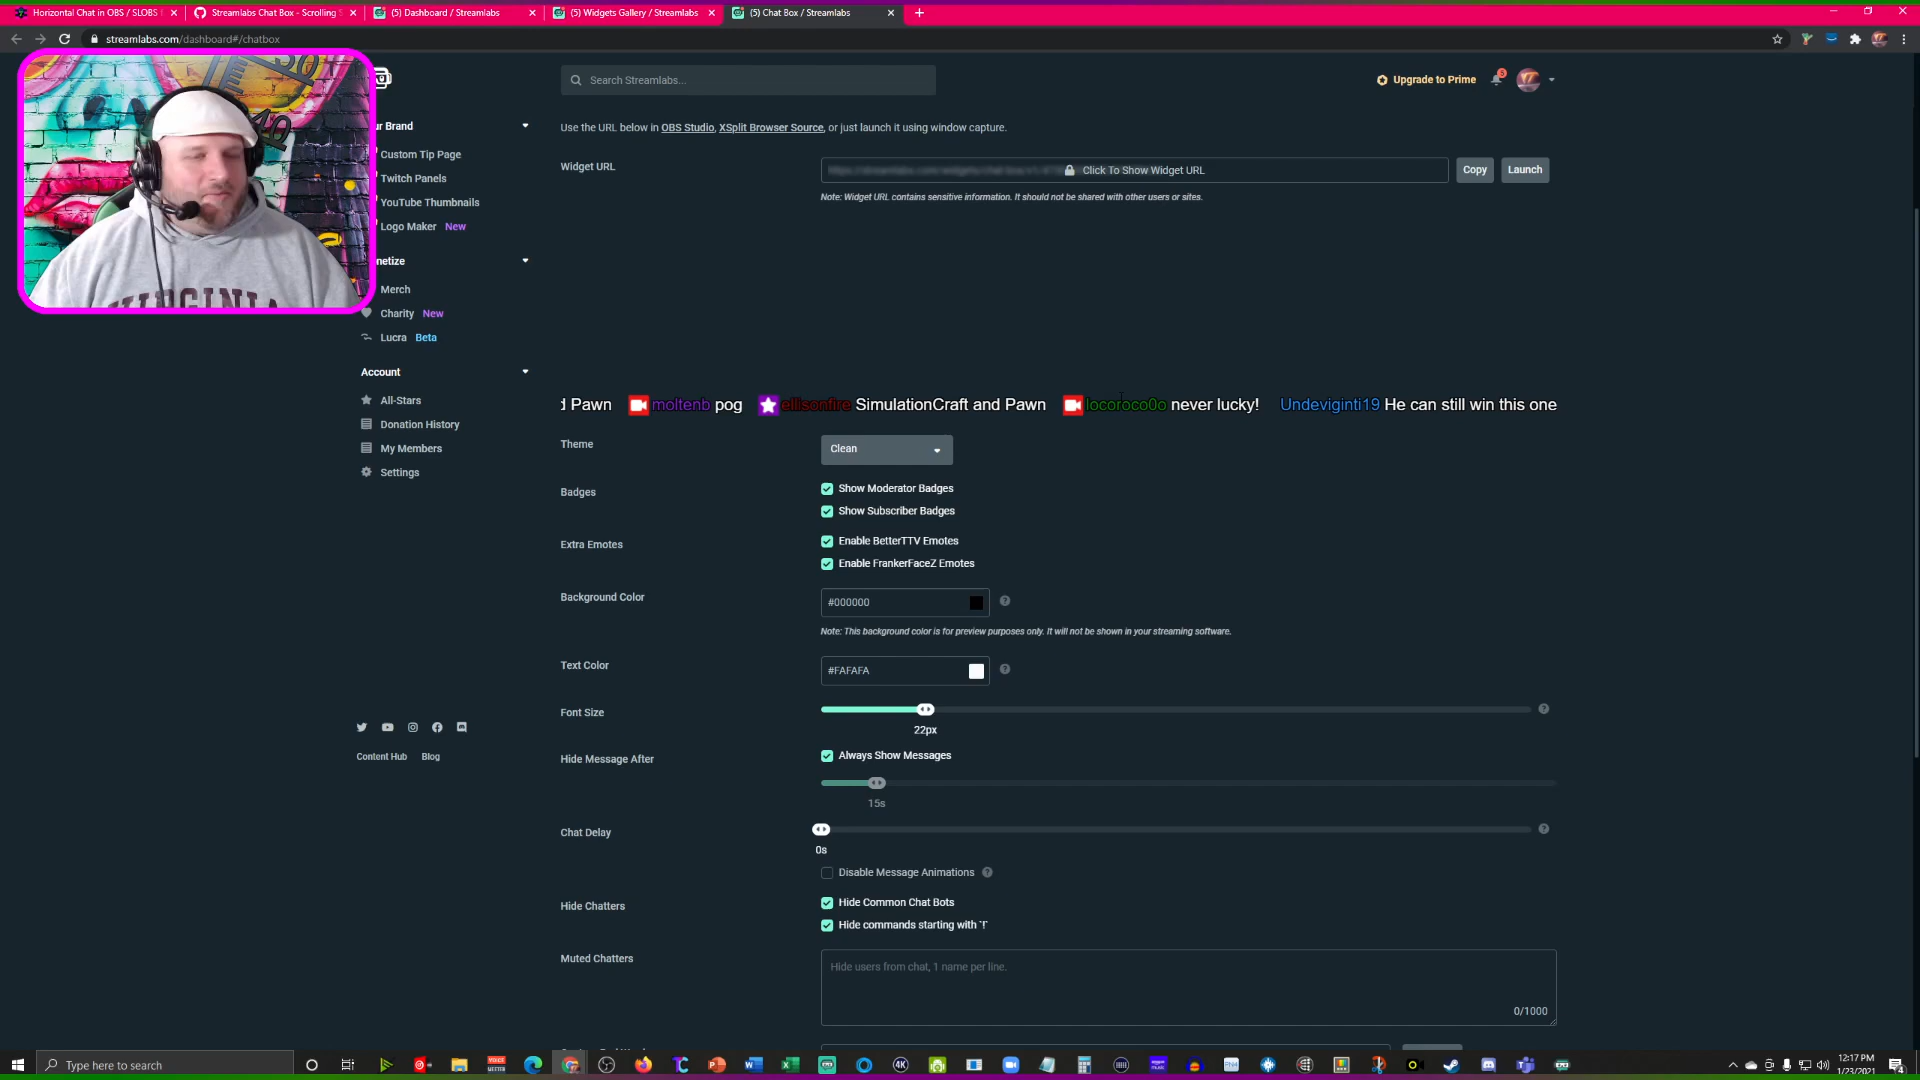 Horizontal Chat in OBS / SLOBS
Streamlabs Chat Box - Scrolling
(5) Dashboard / Streamlabs
(5) Widgets Gallery / Streamlabs
(5) Chat Box / Streamlabs
streamlabs.com/dashboard#/chatbox
Search Streamlabs...
Upgrade to Prime
Use the URL below in OBS Studio, XSplit Browser Source, or just launch it using window capture.
Widget URL
Click To Show Widget URL
Copy
Launch
Note: Widget URL contains sensitive information. It should not be shared with other users or sites.
ur Brand
Custom Tip Page
Twitch Panels
YouTube Thumbnails
Logo Maker New
netize
Merch
Charity New
Lucra Beta
Account
All-Stars
Donation History
My Members
Settings
Content Hub
Blog
d Pawn moltenb pog ellisonfire SimulationCraft and Pawn locoroco0o never lucky! Undeviginti19 He can still win this one
Theme
Clean
Badges
Show Moderator Badges
Show Subscriber Badges
Extra Emotes
Enable BetterTTV Emotes
Enable FrankerFaceZ Emotes
Background Color
#000000
Note: This background color is for preview purposes only. It will not be shown in your streaming software.
Text Color
#FAFAFA
Font Size
22px
Hide Message After
Always Show Messages
15s
Chat Delay
0s
Disable Message Animations
Hide Chatters
Hide Common Chat Bots
Hide commands starting with `!`
Muted Chatters
Hide users from chat, 1 name per line.
0/1000
Type here to search
12:17 PM
1/23/2021